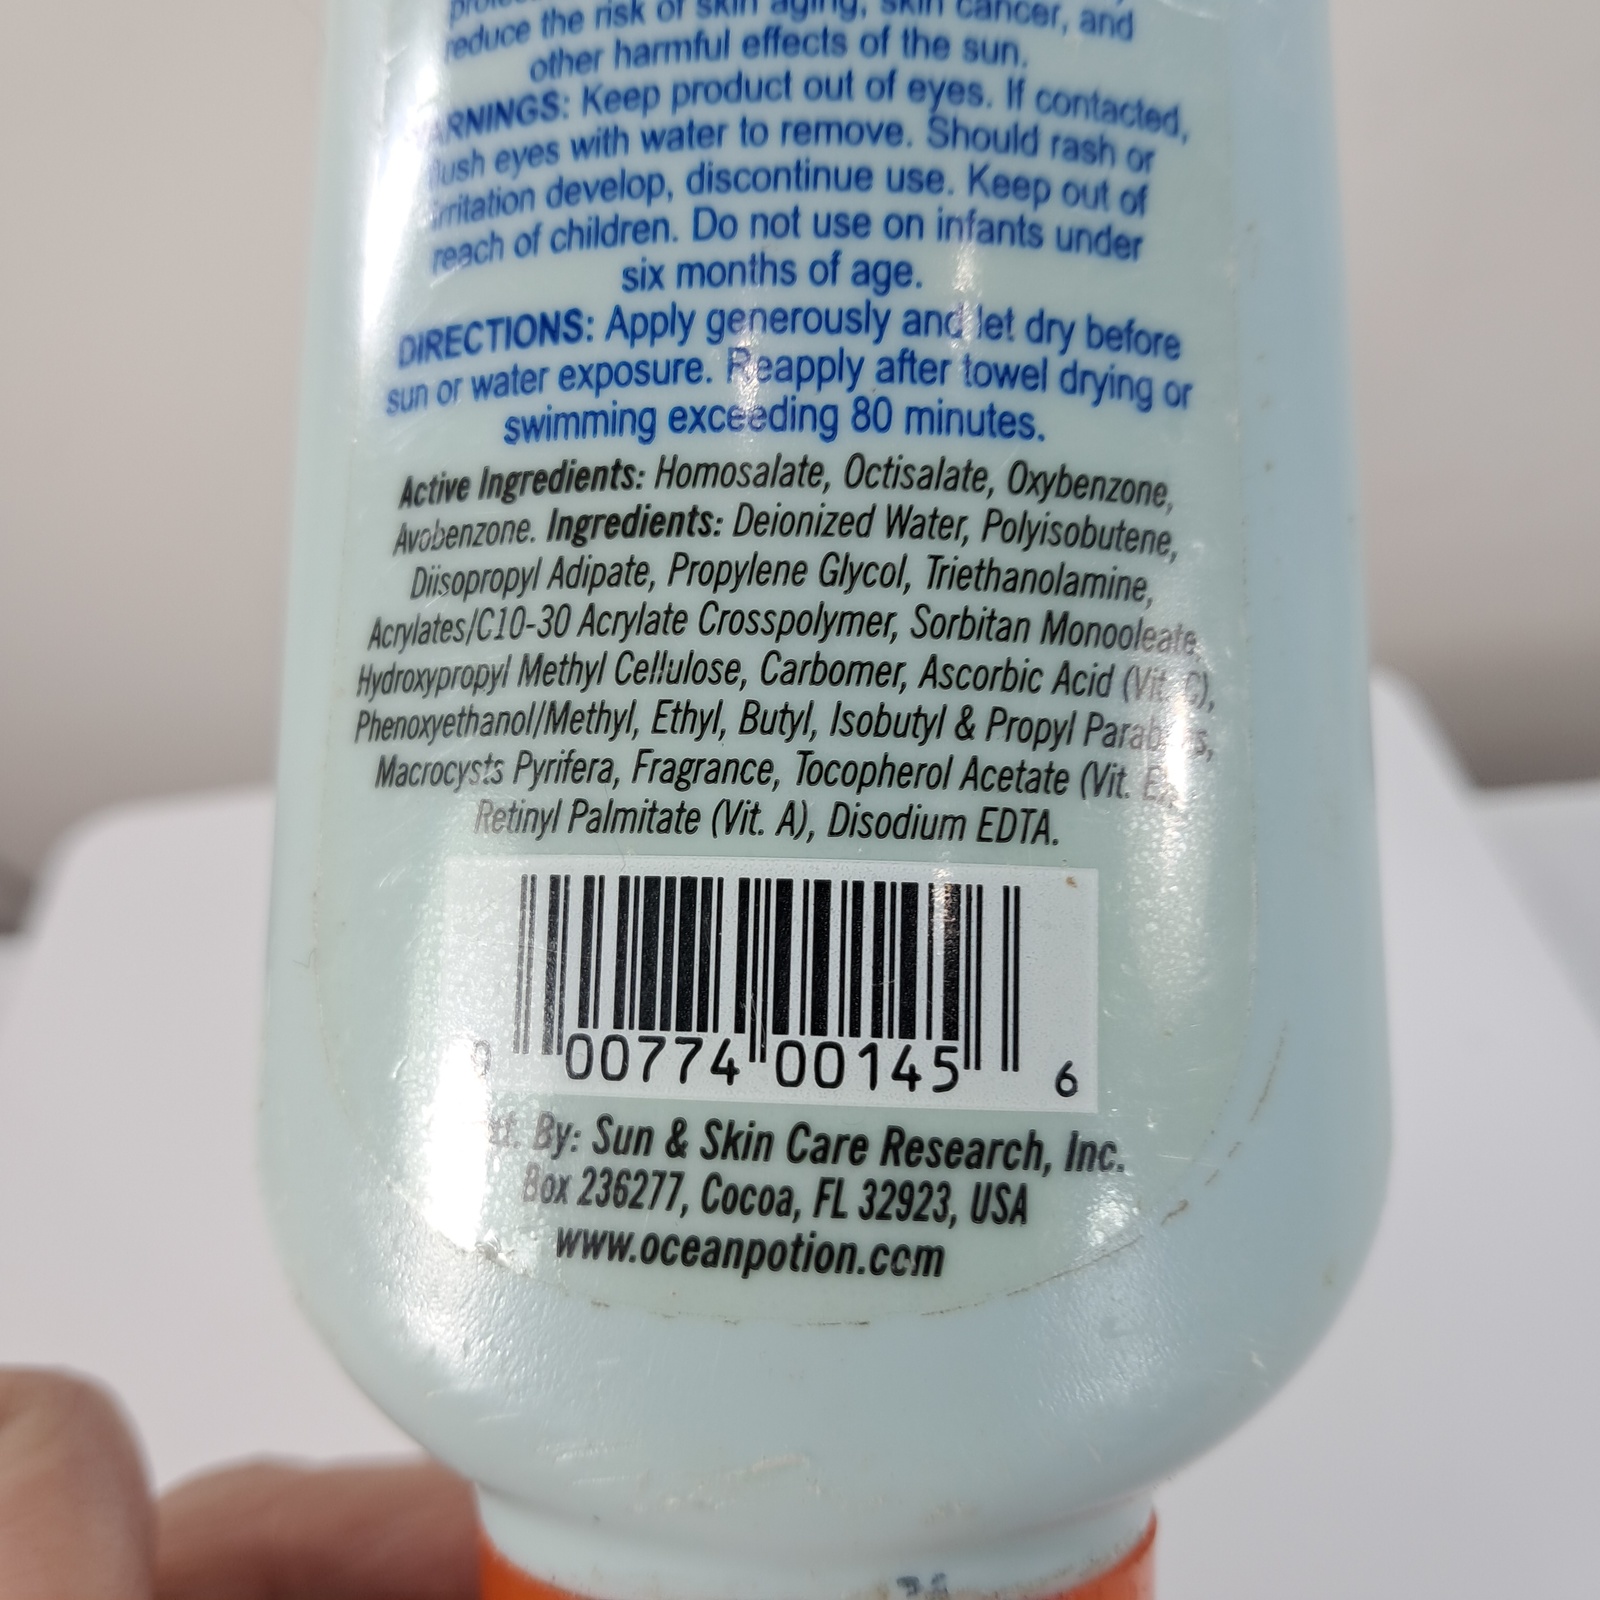 reduce the risk of skin aging, skin cancer, and
other harmful effects of the sun.
WARNINGS: Keep product out of eyes. If contacted,
flush eyes with water to remove. Should rash or
irritation develop, discontinue use. Keep out of
reach of children. Do not use on infants under
six months of age.
DIRECTIONS: Apply generously and let dry before
sun or water exposure. Reapply after towel drying or
swimming exceeding 80 minutes.
Active Ingredients: Homosalate, Octisalate, Oxybenzone,
Avobenzone. Ingredients: Deionized Water, Polyisobutene,
Diisopropyl Adipate, Propylene Glycol, Triethanolamine,
Acrylates/C10-30 Acrylate Crosspolymer, Sorbitan Monooleate,
Hydroxypropyl Methyl Cellulose, Carbomer, Ascorbic Acid (Vit. C),
Phenoxyethanol/Methyl, Ethyl, Butyl, Isobutyl & Propyl Parabens,
Macrocysts Pyrifera, Fragrance, Tocopherol Acetate (Vit. E),
Retinyl Palmitate (Vit. A), Disodium EDTA.
00774 00145 6
By: Sun & Skin Care Research, Inc.
Box 236277, Cocoa, FL 32923, USA
www.oceanpotion.com